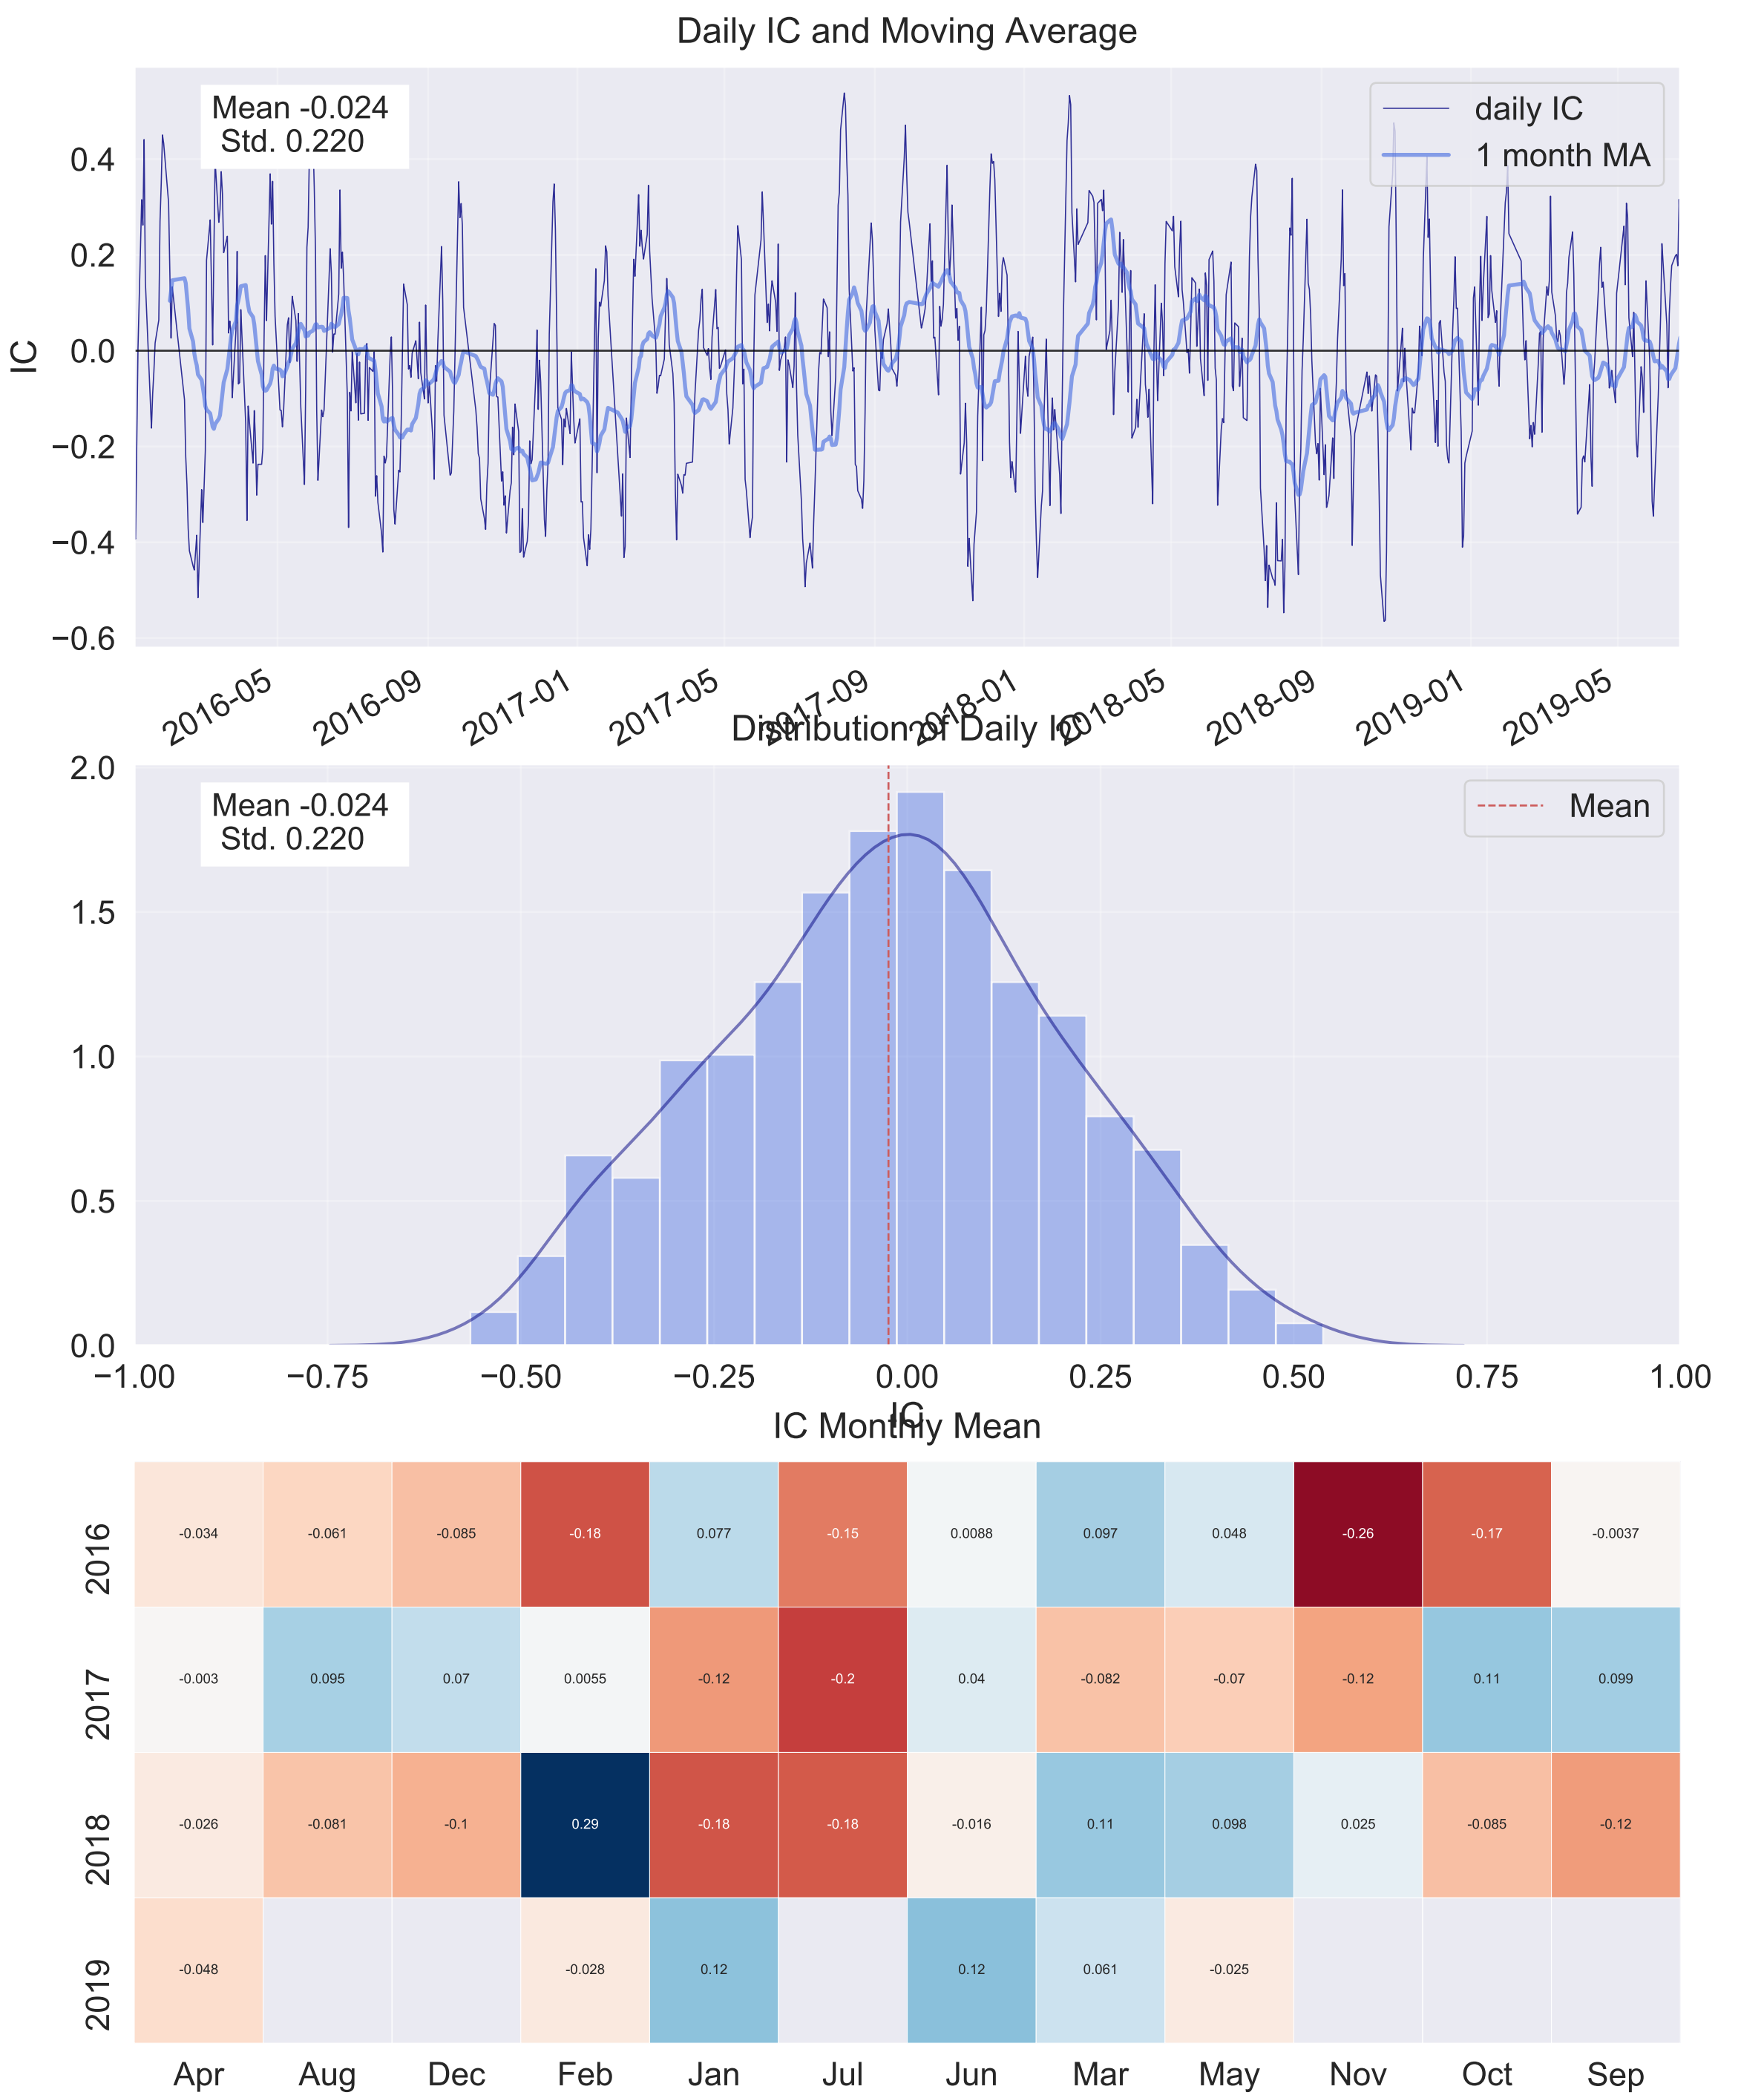 Daily IC and Moving Average
Mean -0.024
Std. 0.220
daily IC
1 month MA
IC
0.4
0.2
0.0
−0.2
−0.4
−0.6
2016-05 2016-09 2017-01 2017-05 2017-09 2018-01 2018-05 2018-09 2019-01 2019-05
Distribution of Daily IC
Mean -0.024
Std. 0.220
Mean
2.0
1.5
1.0
0.5
0.0
−1.00 −0.75 −0.50 −0.25 0.00 0.25 0.50 0.75 1.00
IC
IC Monthly Mean
2016 -0.034 -0.061 -0.085 -0.18 0.077 -0.15 0.0088 0.097 0.048 -0.26 -0.17 -0.0037
2017 -0.003 0.095 0.07 0.0055 -0.12 -0.2 0.04 -0.082 -0.07 -0.12 0.11 0.099
2018 -0.026 -0.081 -0.1 0.29 -0.18 -0.18 -0.016 0.11 0.098 0.025 -0.085 -0.12
2019 -0.048 -0.028 0.12 0.12 0.061 -0.025
Apr Aug Dec Feb Jan Jul Jun Mar May Nov Oct Sep